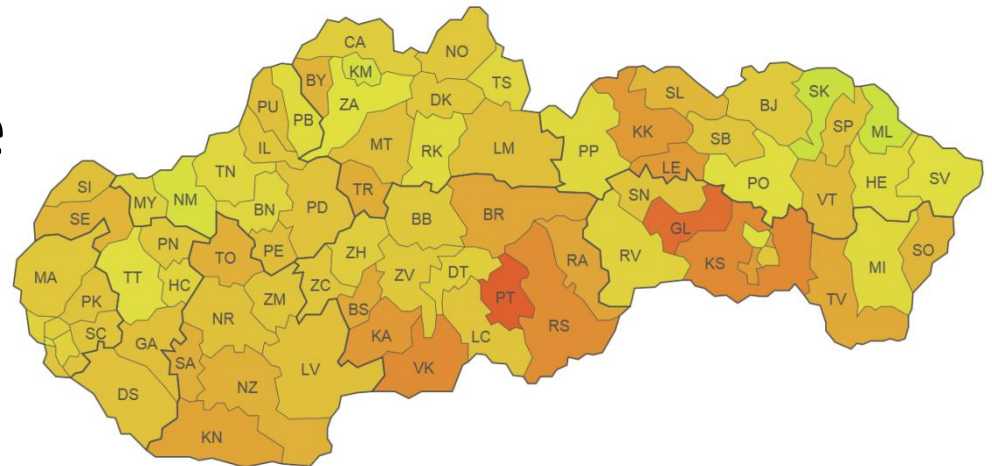 CA
NO
BY
KM
TS
ZA
DK
PU
PB
IL
MT
RK
LM
PP
SL
KK
SB
BJ
SK
SP
ML
LE
PO
HE
SV
VT
TN
SI
MY
NM
BN
PD
TR
BB
BR
SN
GL
SE
PN
TO
PE
ZH
RA
RV
KS
MI
SO
MA
TT
HC
ZC
ZV
DT
PT
TV
PK
NR
ZM
BS
SC
GA
SA
LV
KA
VK
LC
RS
DS
NZ
KN